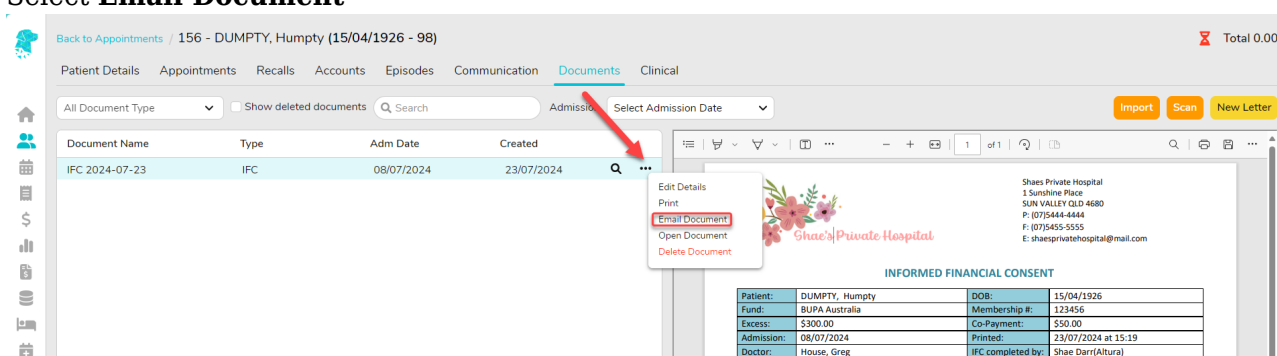 Select Email Document
Back to Appointments / 156 - DUMPTY, Humpty (15/04/1926 - 98)
Total 0.00
Patient Details Appointments Recalls Accounts Episodes Communication Documents Clinical
All Document Type Show deleted documents Search Admission Select Admission Date Import Scan New Letter
Document Name Type Adm Date Created
1 of 1
IFC 2024-07-23 IFC 08/07/2024 23/07/2024
Edit Details
Print
Email Document
Open Document
Delete Document
Shae's Private Hospital
Shaes Private Hospital
1 Sunshine Place
SUN VALLEY QLD 4680
P: (07)5444-4444
F: (07)5455-5555
E: shaesprivatehospital@mail.com
INFORMED FINANCIAL CONSENT
Patient: DUMPTY, Humpty DOB: 15/04/1926
Fund: BUPA Australia Membership #: 123456
Excess: $300.00 Co-Payment: $50.00
Admission: 08/07/2024 Printed: 23/07/2024 at 15:19
Doctor: House, Greg IFC completed by: Shae Darr(Altura)